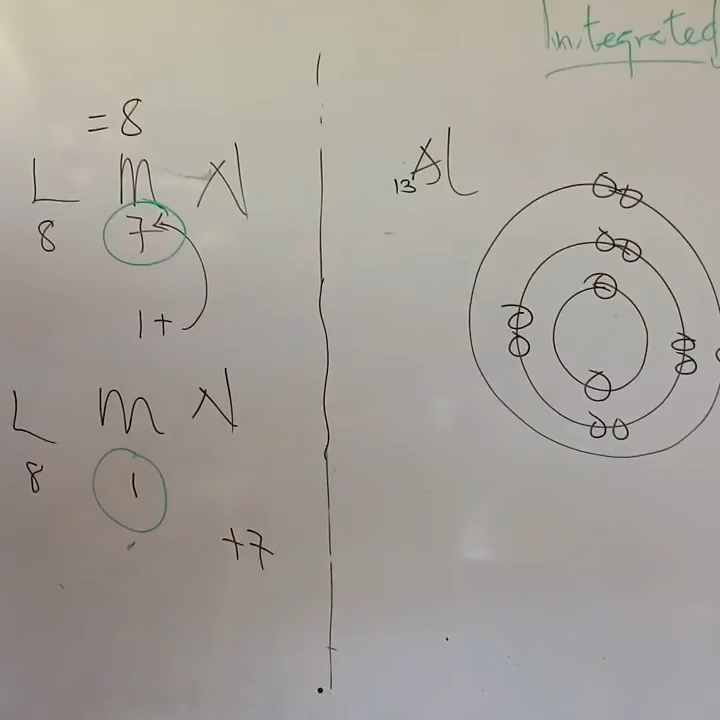 Integrated
= 8
L M N
8 7
1+
L M N
8 1
+7
13Al